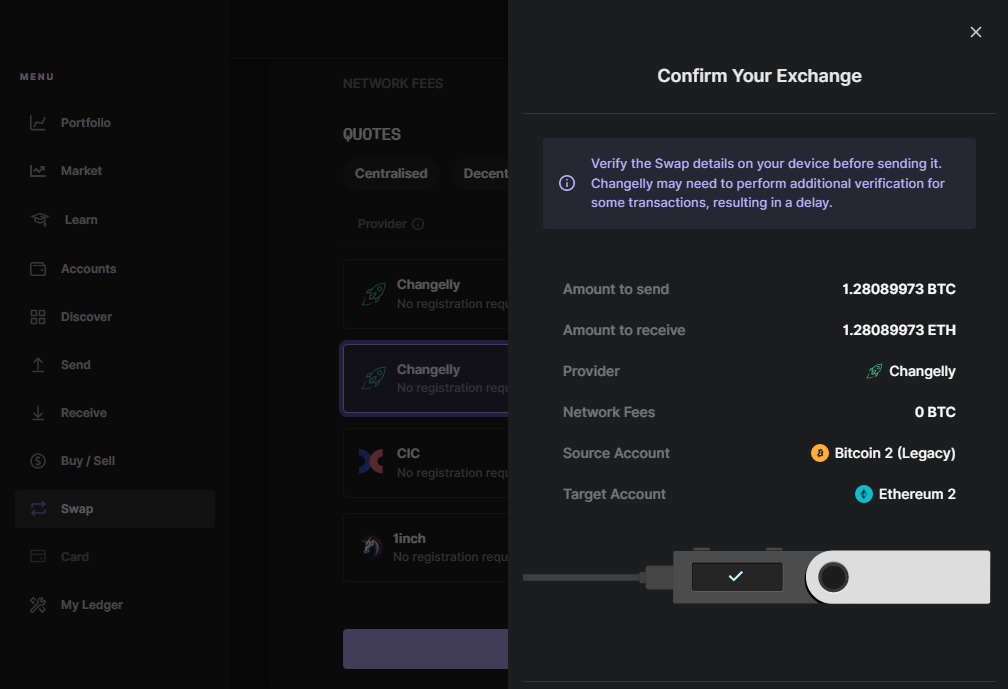 MENU
Portfolio
Market
Learn
Accounts
Discover
Send
Receive
Buy / Sell
Swap
Card
My Ledger
NETWORK FEES
QUOTES
Centralised Decent
Provider
Changelly
No registration requ
Changelly
No registration requ
CIC
No registration requ
1inch
No registration requ
Confirm Your Exchange
Verify the Swap details on your device before sending it.
Changelly may need to perform additional verification for
some transactions, resulting in a delay.
Amount to send 1.28089973 BTC
Amount to receive 1.28089973 ETH
Provider Changelly
Network Fees 0 BTC
Source Account Bitcoin 2 (Legacy)
Target Account Ethereum 2